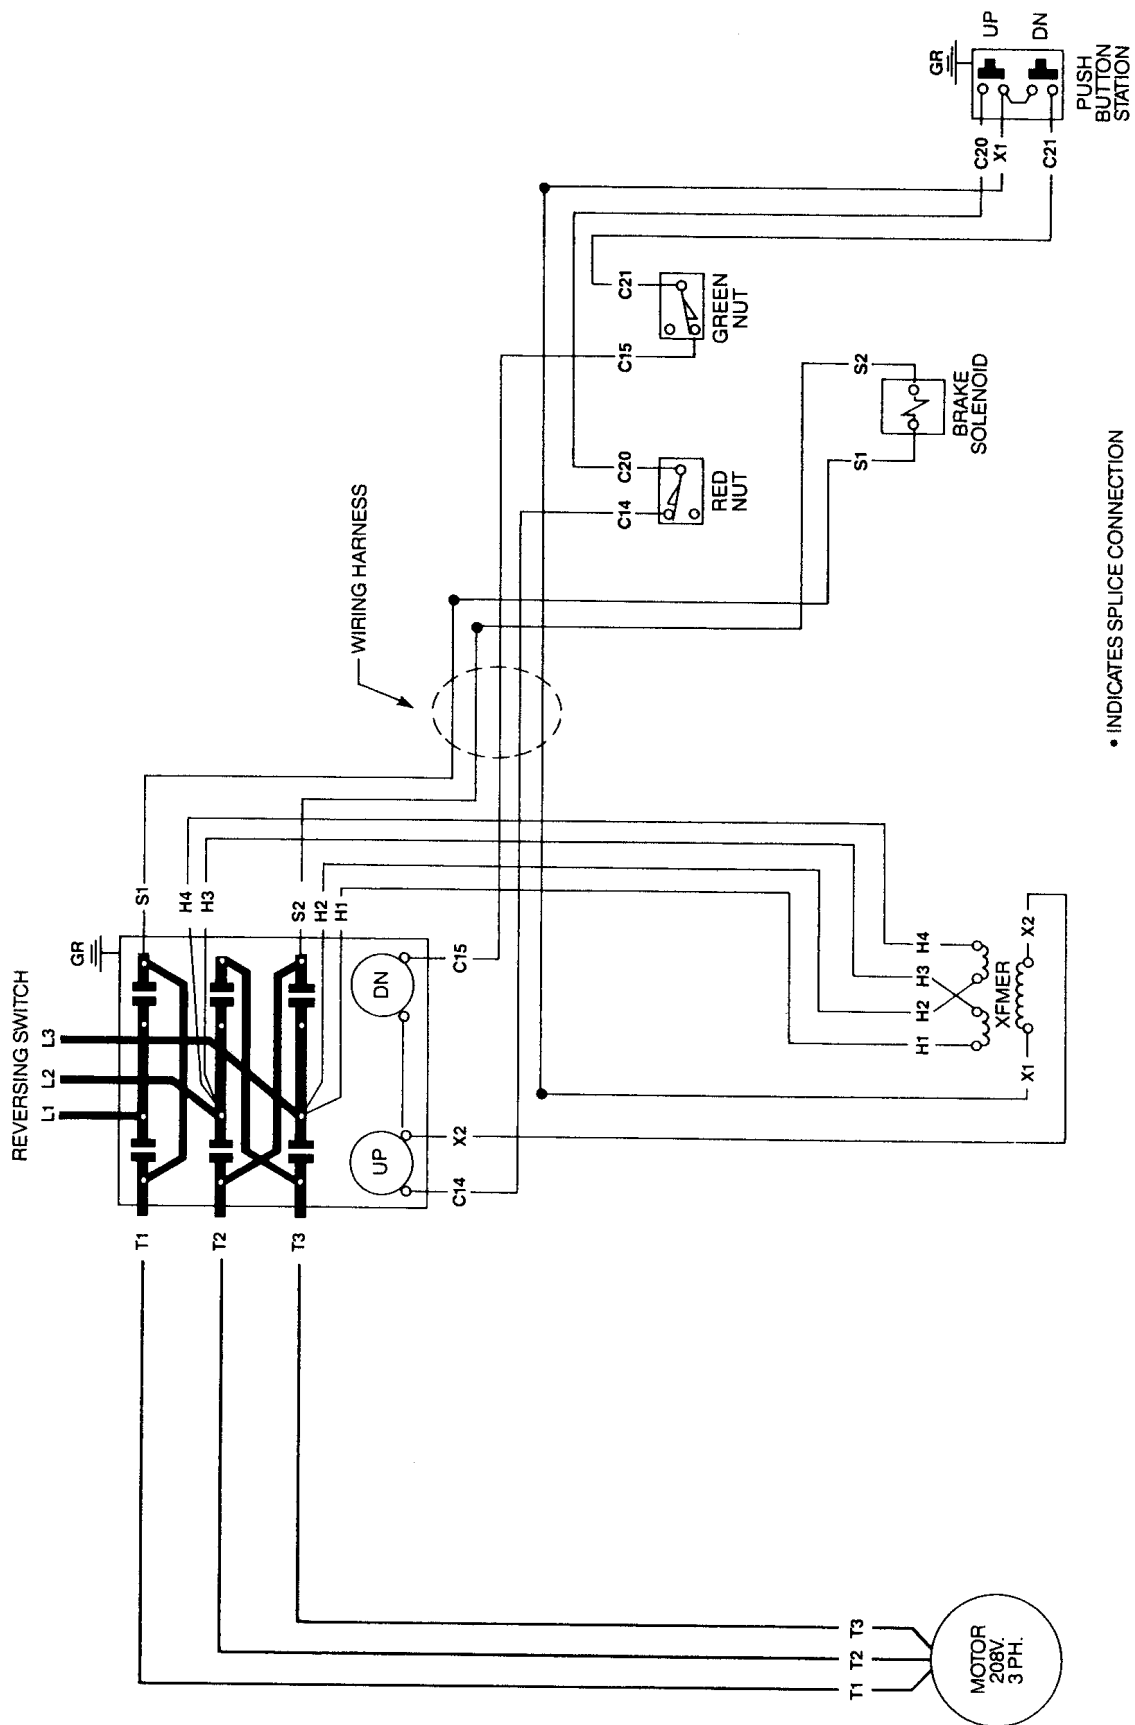 REVERSING SWITCH
L1
L2
L3
GR
S1
H4
H3
S2
H2
H1
UP
DN
C14
X2
C15
T1
T2
T3
WIRING HARNESS
C14
C20
RED
NUT
C15
C21
GREEN
NUT
S1
S2
BRAKE
SOLENOID
GR
C20
X1
C21
UP
DN
PUSH
BUTTON
STATION
H1
H2
H3
H4
XFMER
X1
X2
T1
T2
T3
MOTOR
208V.
3 PH.
• INDICATES SPLICE CONNECTION